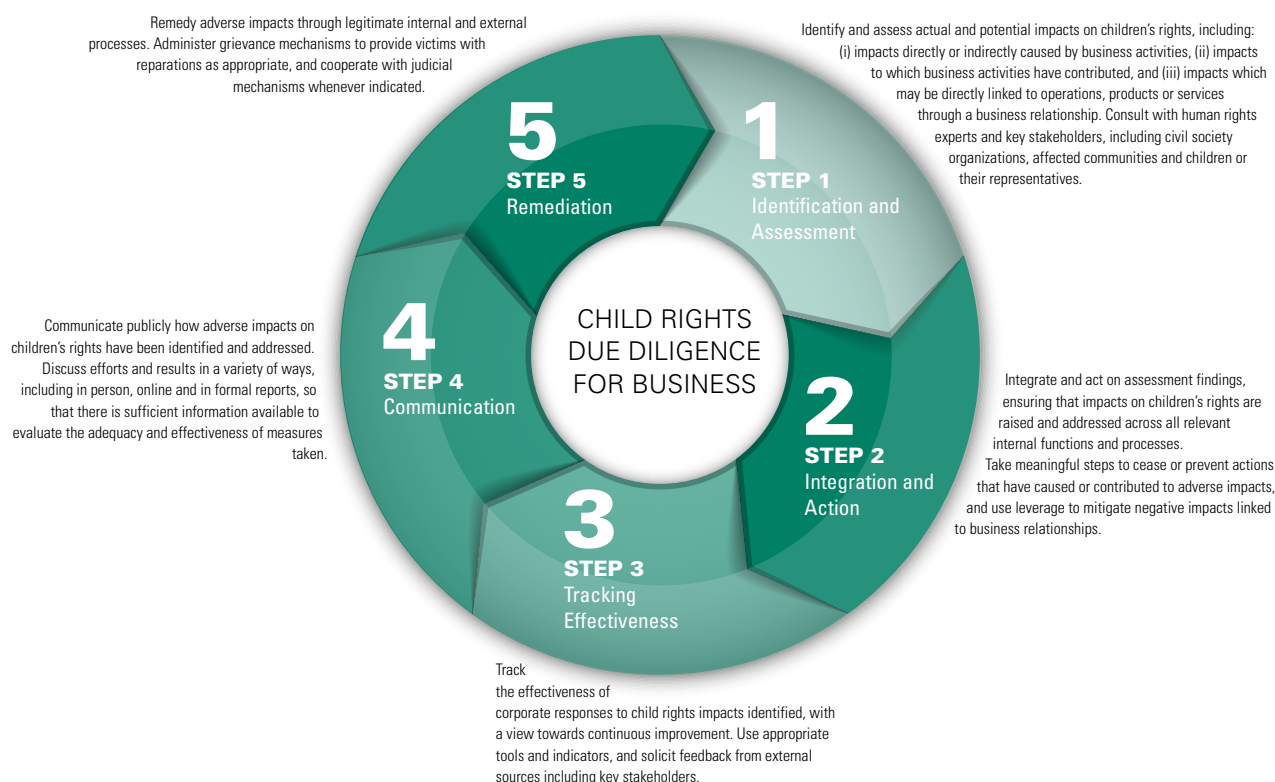 CHILD RIGHTS
DUE DILIGENCE
FOR BUSINESS
1
STEP 1
Identification and
Assessment
Identify and assess actual and potential impacts on children’s rights, including:
(i) impacts directly or indirectly caused by business activities, (ii) impacts
to which business activities have contributed, and (iii) impacts which
may be directly linked to operations, products or services
through a business relationship. Consult with human rights
experts and key stakeholders, including civil society
organizations, affected communities and children or
their representatives.
2
STEP 2
Integration and
Action
Integrate and act on assessment findings,
ensuring that impacts on children’s rights are
raised and addressed across all relevant
internal functions and processes.
Take meaningful steps to cease or prevent actions
that have caused or contributed to adverse impacts,
and use leverage to mitigate negative impacts linked
to business relationships.
3
STEP 3
Tracking
Effectiveness
Track
the effectiveness of
corporate responses to child rights impacts identified, with
a view towards continuous improvement. Use appropriate
tools and indicators, and solicit feedback from external
sources including key stakeholders.
4
STEP 4
Communication
Communicate publicly how adverse impacts on
children’s rights have been identified and addressed.
Discuss efforts and results in a variety of ways,
including in person, online and in formal reports, so
that there is sufficient information available to
evaluate the adequacy and effectiveness of measures
taken.
5
STEP 5
Remediation
Remedy adverse impacts through legitimate internal and external
processes. Administer grievance mechanisms to provide victims with
reparations as appropriate, and cooperate with judicial
mechanisms whenever indicated.